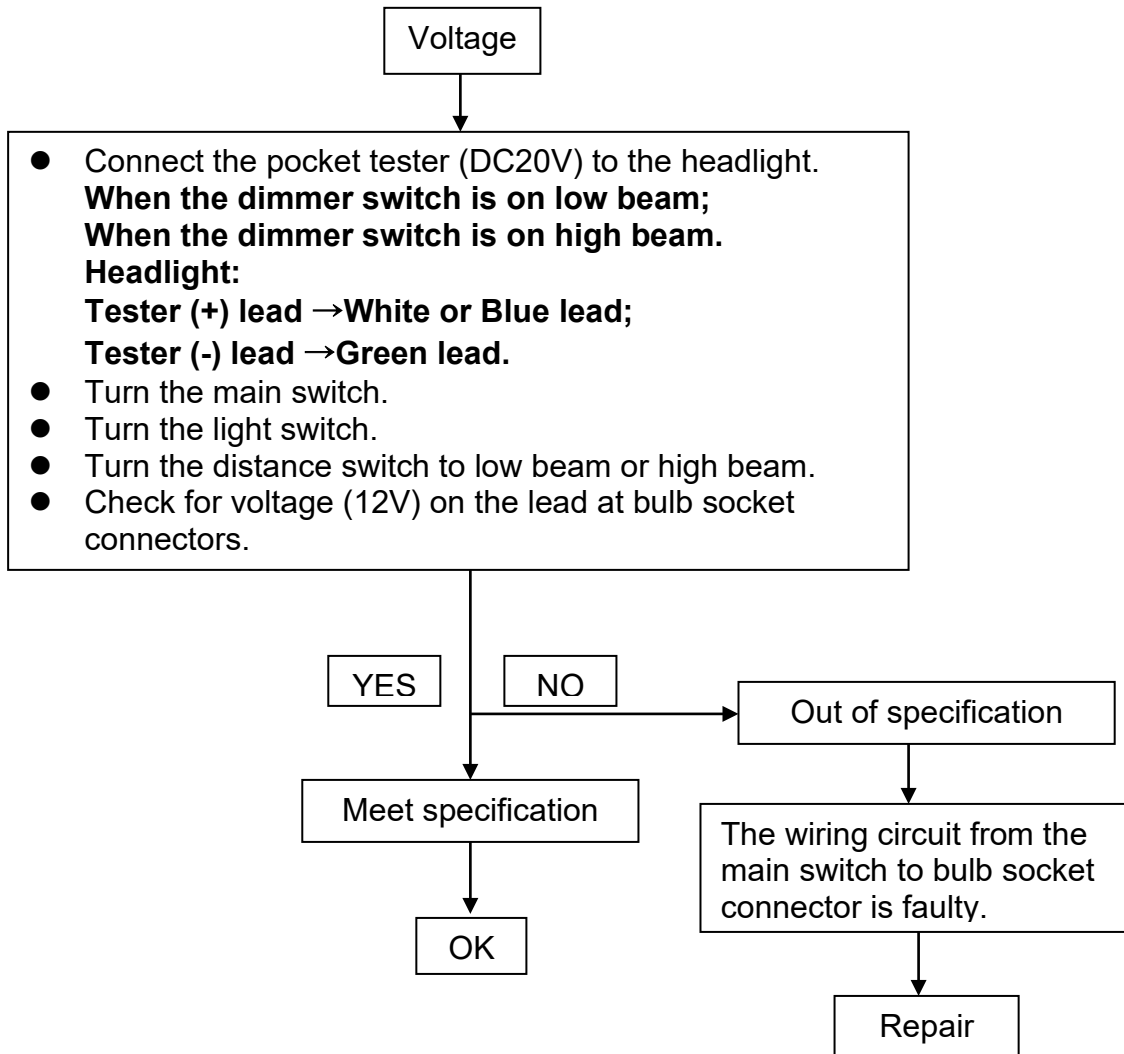 Voltage
● Connect the pocket tester (DC20V) to the headlight.
When the dimmer switch is on low beam;
When the dimmer switch is on high beam.
Headlight:
Tester (+) lead →White or Blue lead;
Tester (-) lead →Green lead.
● Turn the main switch.
● Turn the light switch.
● Turn the distance switch to low beam or high beam.
● Check for voltage (12V) on the lead at bulb socket
connectors.
YES
NO
Out of specification
Meet specification
The wiring circuit from the
main switch to bulb socket
connector is faulty.
OK
Repair